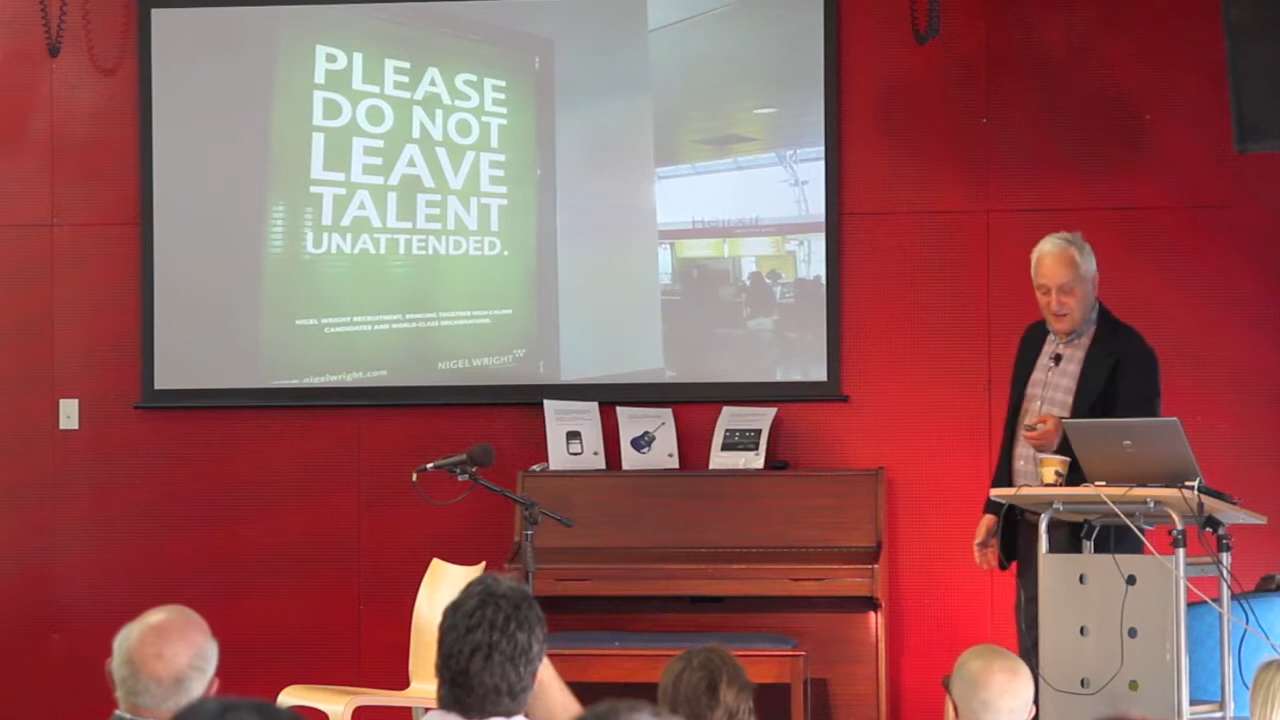 PLEASE
DO NOT
LEAVE
TALENT
UNATTENDED.
NIGEL WRIGHT RECRUITMENT, BRINGING TOGETHER HIGH-CALIBRE
CANDIDATES AND WORLD-CLASS ORGANISATIONS.
NIGEL WRIGHT
nigelwright.com